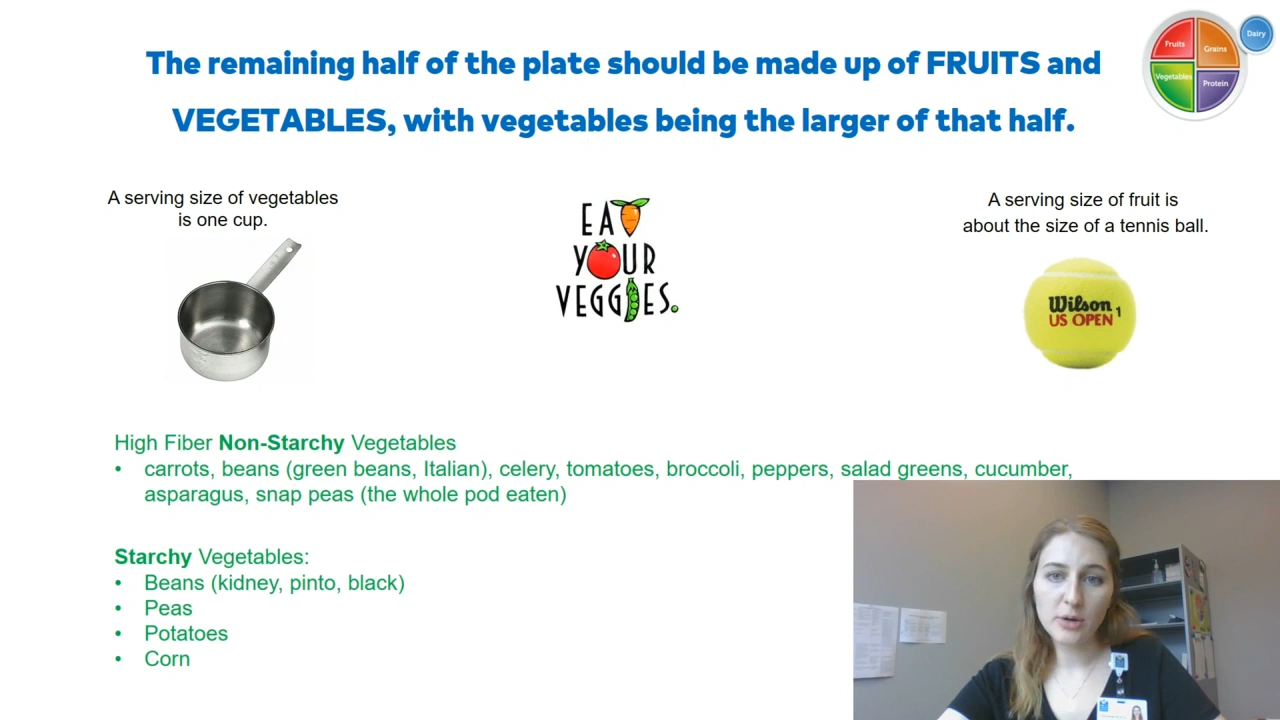 The remaining half of the plate should be made up of FRUITS and
VEGETABLES, with vegetables being the larger of that half.
Fruits
Grains
Dairy
Vegetables
Protein
A serving size of vegetables
is one cup.
EAT
YOUR
VEGGIES.
A serving size of fruit is
about the size of a tennis ball.
Wilson
US OPEN 1
High Fiber Non-Starchy Vegetables
• carrots, beans (green beans, Italian), celery, tomatoes, broccoli, peppers, salad greens, cucumber,
asparagus, snap peas (the whole pod eaten)
Starchy Vegetables:
• Beans (kidney, pinto, black)
• Peas
• Potatoes
• Corn